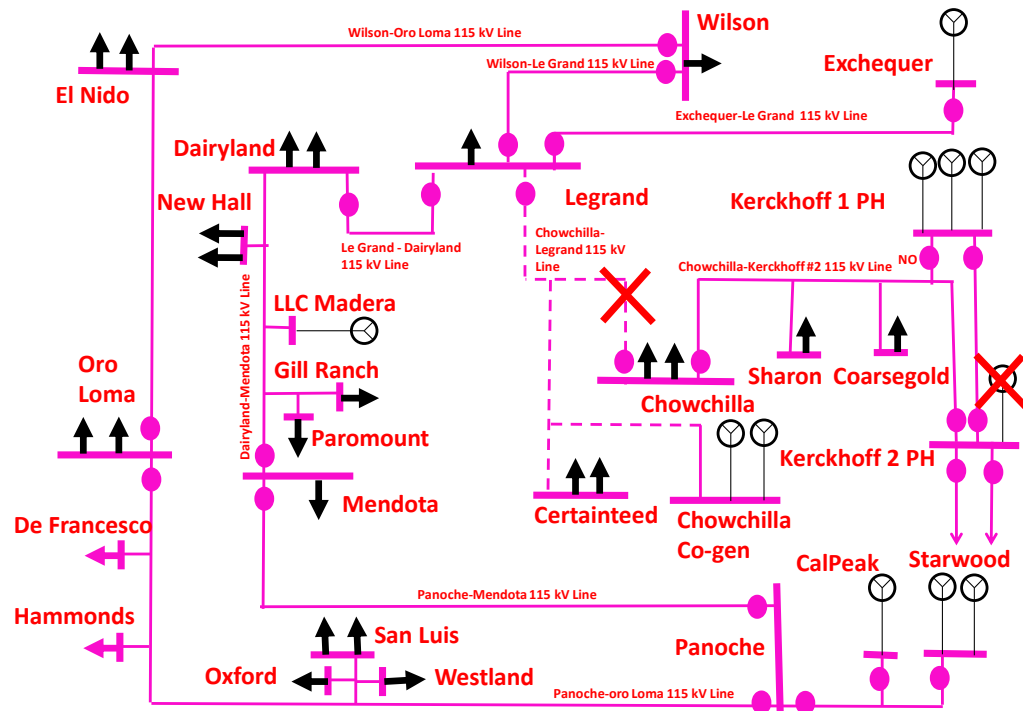 Wilson
Wilson-Oro Loma 115 kV Line
Wilson-Le Grand 115 kV Line
Exchequer
El Nido
Exchequer-Le Grand 115 kV Line
Dairyland
Legrand
Kerckhoff 1 PH
New Hall
Le Grand - Dairyland
115 kV Line
Chowchilla-
Legrand 115 kV
Line
NO
Chowchilla-Kerckhoff #2 115 kV Line
LLC Madera
Dairyland-Mendota 115 kV Line
Gill Ranch
Oro
Loma
Sharon
Coarsegold
Chowchilla
Paromount
Kerckhoff 2 PH
Mendota
Certainteed
Chowchilla
Co-gen
De Francesco
CalPeak
Starwood
Panoche-Mendota 115 kV Line
Hammonds
San Luis
Panoche
Oxford
Westland
Panoche-oro Loma 115 kV Line